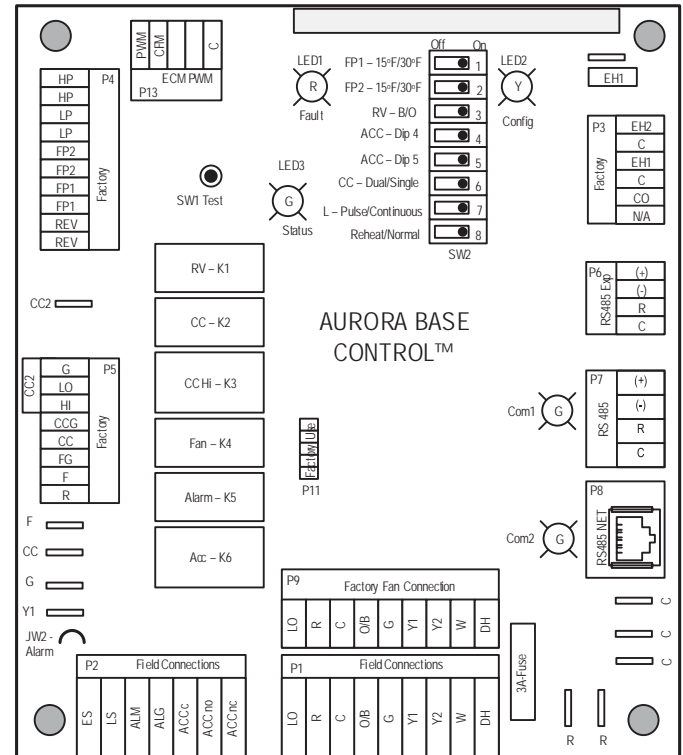 PWM
CFM
C
ECM PWM
P13
HP
HP
LP
LP
FP2
FP2
FP1
FP1
REV
REV
P4
Factory
LED1
R
Fault
SW1 Test
LED3
G
Status
Off On
FP1 – 15ºF/30ºF 1
FP2 – 15ºF/30ºF 2
RV – B/O 3
ACC – Dip 4 4
ACC – Dip 5 5
CC – Dual/Single 6
L – Pulse/Continuous 7
Reheat/Normal 8
SW2
LED2
Y
Config
EH1
P3
Factory
EH2
C
EH1
C
CO
N/A
RV – K1
CC – K2
CC Hi – K3
Fan – K4
Alarm – K5
Acc – K6
AURORA BASE
CONTROL™
CC2
P6
RS485 Exp
(+)
(-)
R
C
CC2
G
LO
HI
CCG
CC
FG
F
R
P5
Factory
Factory Use
P11
Com1
G
P7
RS 485
(+)
(-)
R
C
Com2
G
P8
RS485 NET
F
CC
G
Y1
JW2 -
Alarm
P9
Factory Fan Connection
LO
R
C
O/B
G
Y1
Y2
W
DH
P2
Field Connections
ES
LS
ALM
ALG
ACC c
ACC no
ACC nc
P1
Field Connections
LO
R
C
O/B
G
Y1
Y2
W
DH
3A-Fuse
C
C
C
R
R